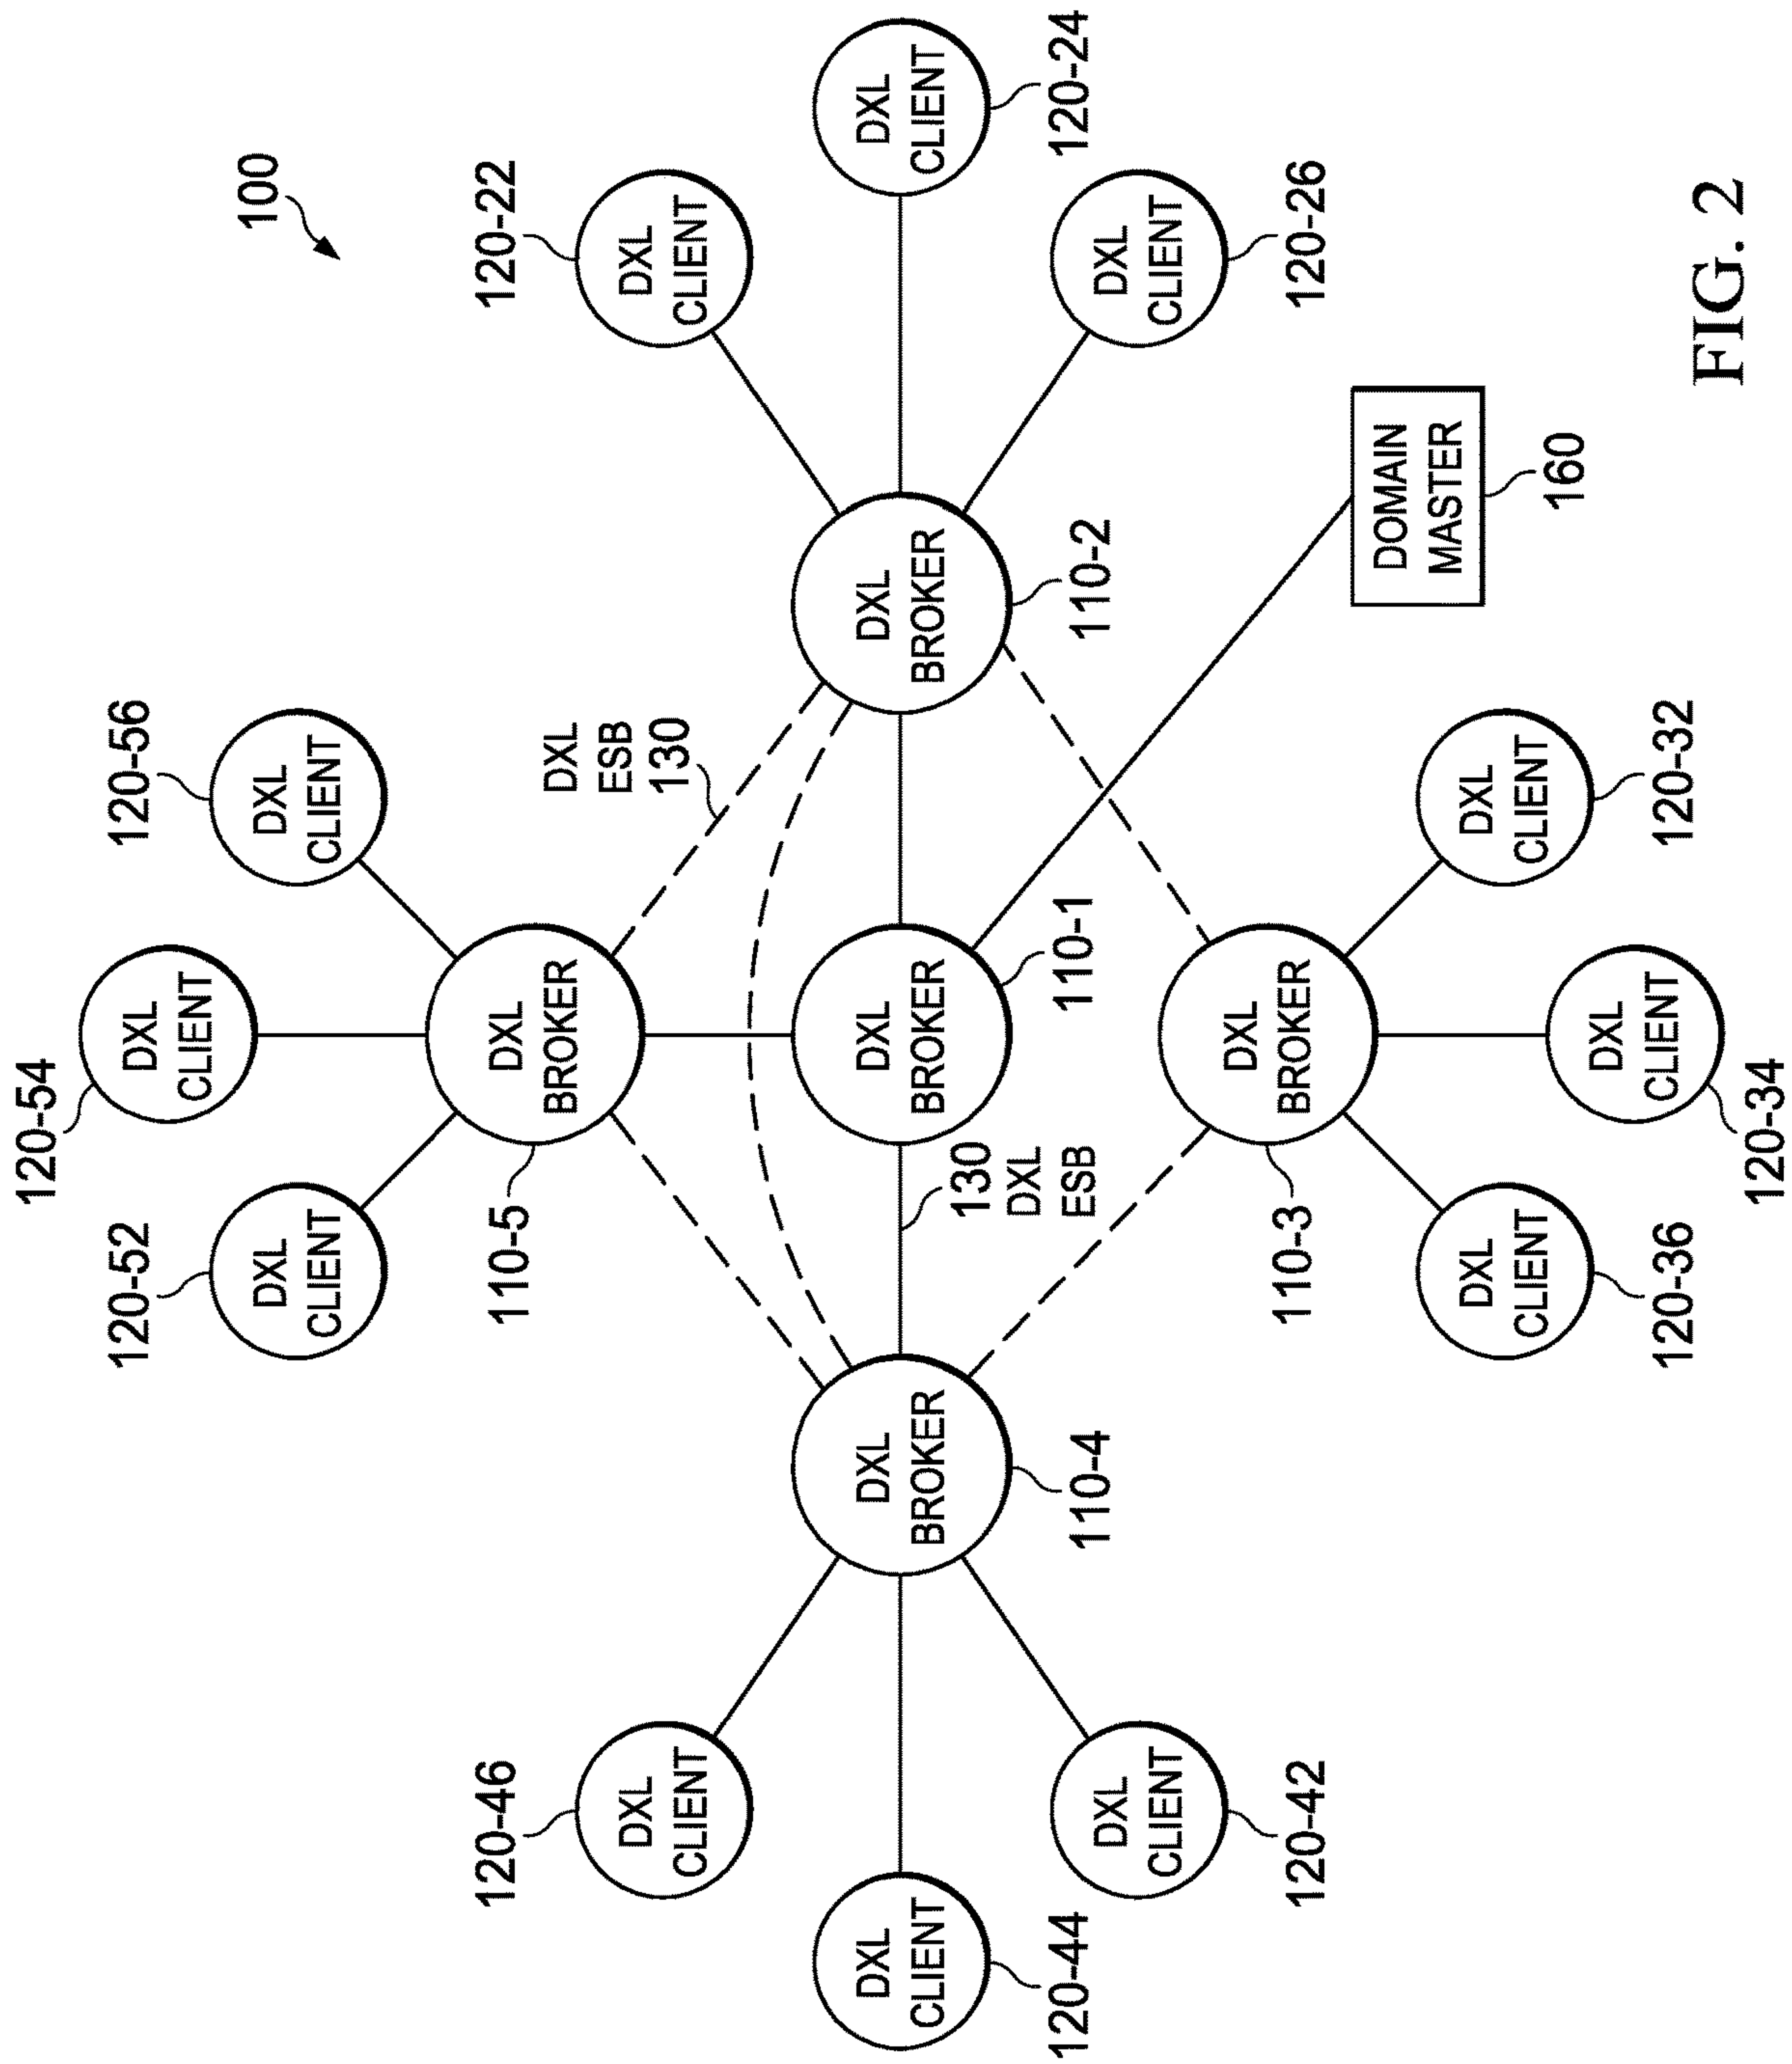 100
120-54
DXL
CLIENT
120-52
DXL
CLIENT
120-56
DXL
CLIENT
110-5
DXL
BROKER
DXL
ESB
130
120-46
DXL
CLIENT
120-22
DXL
CLIENT
120-44
DXL
CLIENT
110-4
DXL
BROKER
130
DXL
ESB
110-1
DXL
BROKER
110-2
DXL
BROKER
120-24
DXL
CLIENT
120-42
DXL
CLIENT
120-26
DXL
CLIENT
110-3
DXL
BROKER
DOMAIN
MASTER
160
120-36
DXL
CLIENT
120-34
DXL
CLIENT
120-32
DXL
CLIENT
FIG. 2